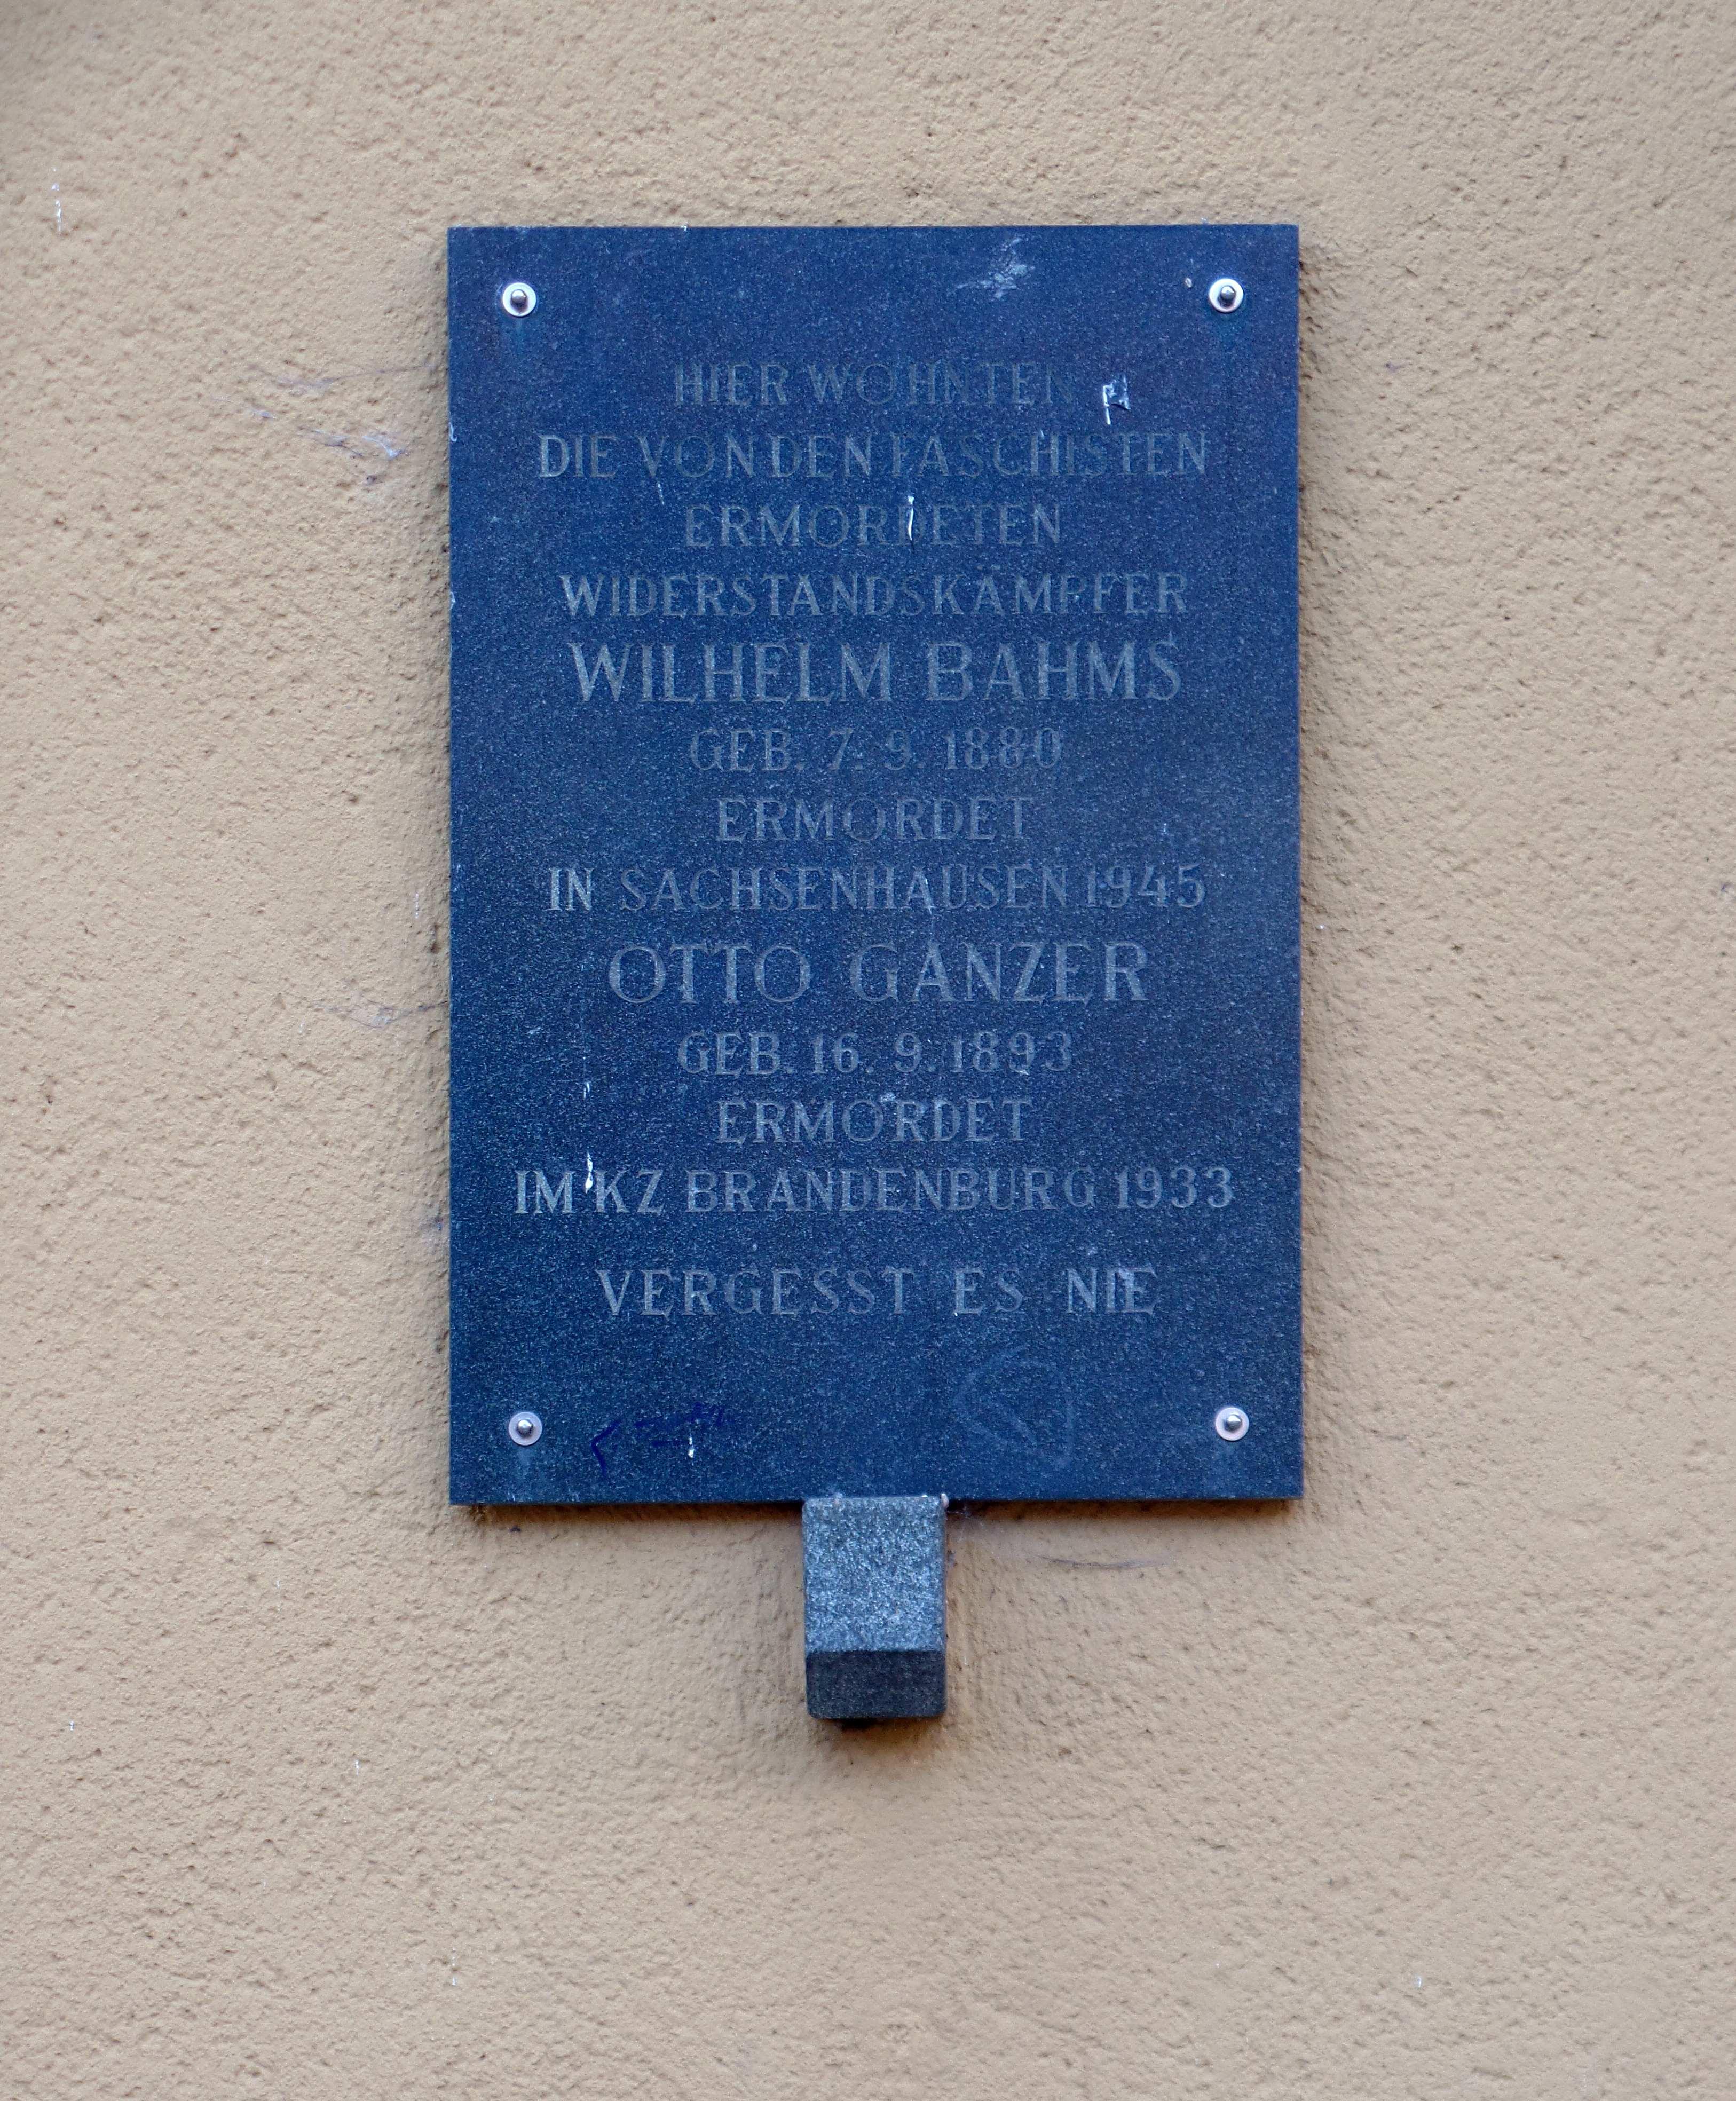 HIER WOHNTEN
DIE VON DEN FASCHISTEN
ERMORDETEN
WIDERSTANDSKÄMPFER
WILHELM BAHMS
GEB. 7. 9. 1880
ERMORDET
IN SACHSENHAUSEN 1945
OTTO GANZER
GEB. 16. 9. 1893
ERMORDET
IM KZ BRANDENBURG 1933
VERGESST ES NIE